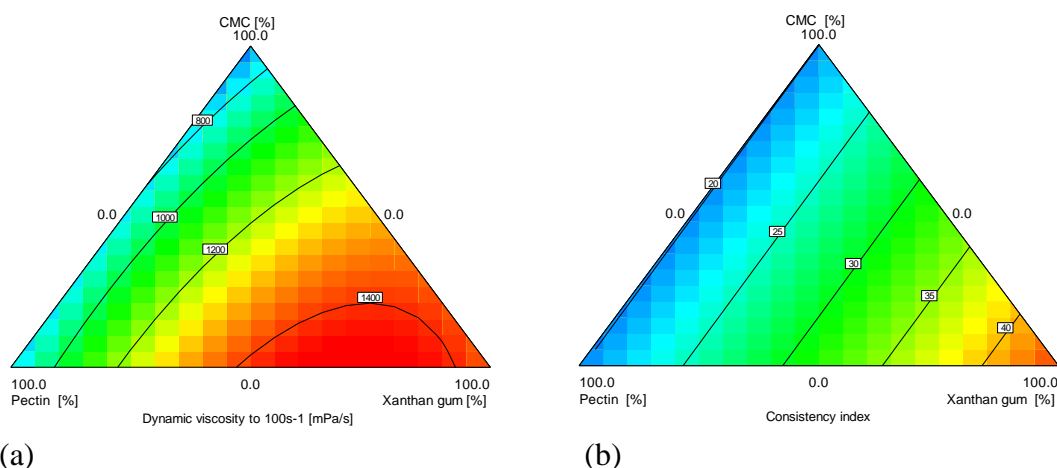 CMC [%]
100.0
800
1000
0.0
0.0
1200
1400
100.0
0.0
100.0
Pectin [%]
Xanthan gum [%]
Dynamic viscosity to 100s-1 [mPa/s]
(a)
CMC [%]
100.0
20
0.0
0.0
25
30
35
40
100.0
0.0
100.0
Pectin [%]
Xanthan gum [%]
Consistency index
(b)